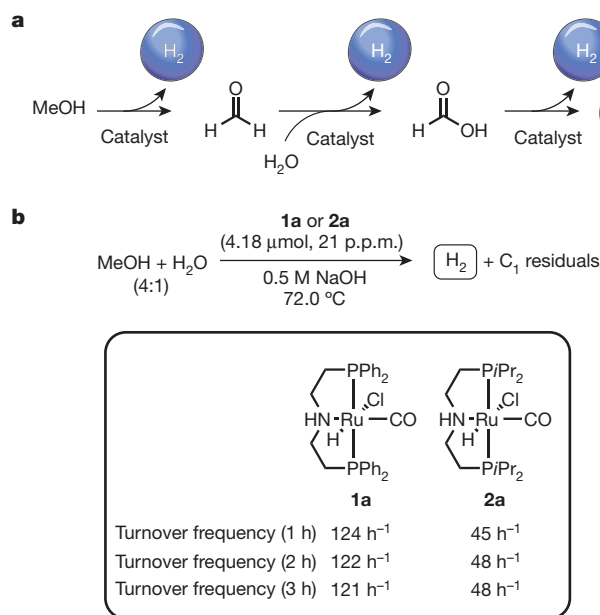 a
H₂ H₂ H₂
MeOH
Catalyst
O
H H
H₂O
Catalyst
O
H OH
Catalyst
b
MeOH + H₂O
(4:1)
1a or 2a
(4.18 μmol, 21 p.p.m.)
0.5 M NaOH
72.0 ºC
H₂ + C₁ residuals
PPh₂ PiPr₂
Cl Cl
HN Ru CO HN Ru CO
H H
PPh₂ PiPr₂
1a 2a
Turnover frequency (1 h) 124 h⁻¹ 45 h⁻¹
Turnover frequency (2 h) 122 h⁻¹ 48 h⁻¹
Turnover frequency (3 h) 121 h⁻¹ 48 h⁻¹